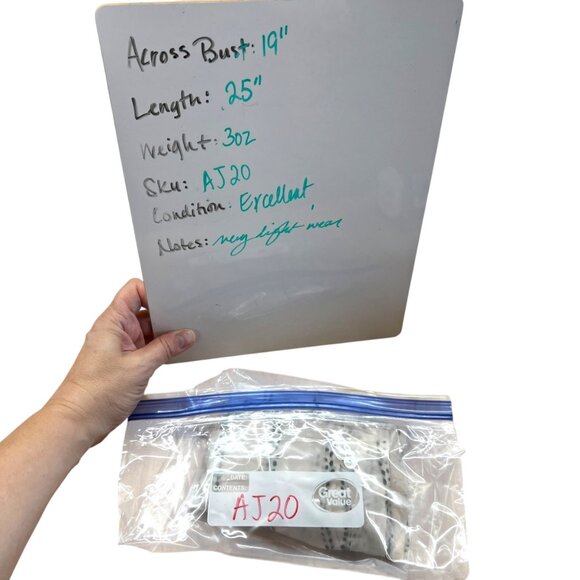 Across Bust: 19"
Length: 25"
Weight: 3oz
Sku: AJ20
Condition: Excellent
Notes: very light wear
DATE:
CONTENTS:
AJ20
Great
Value